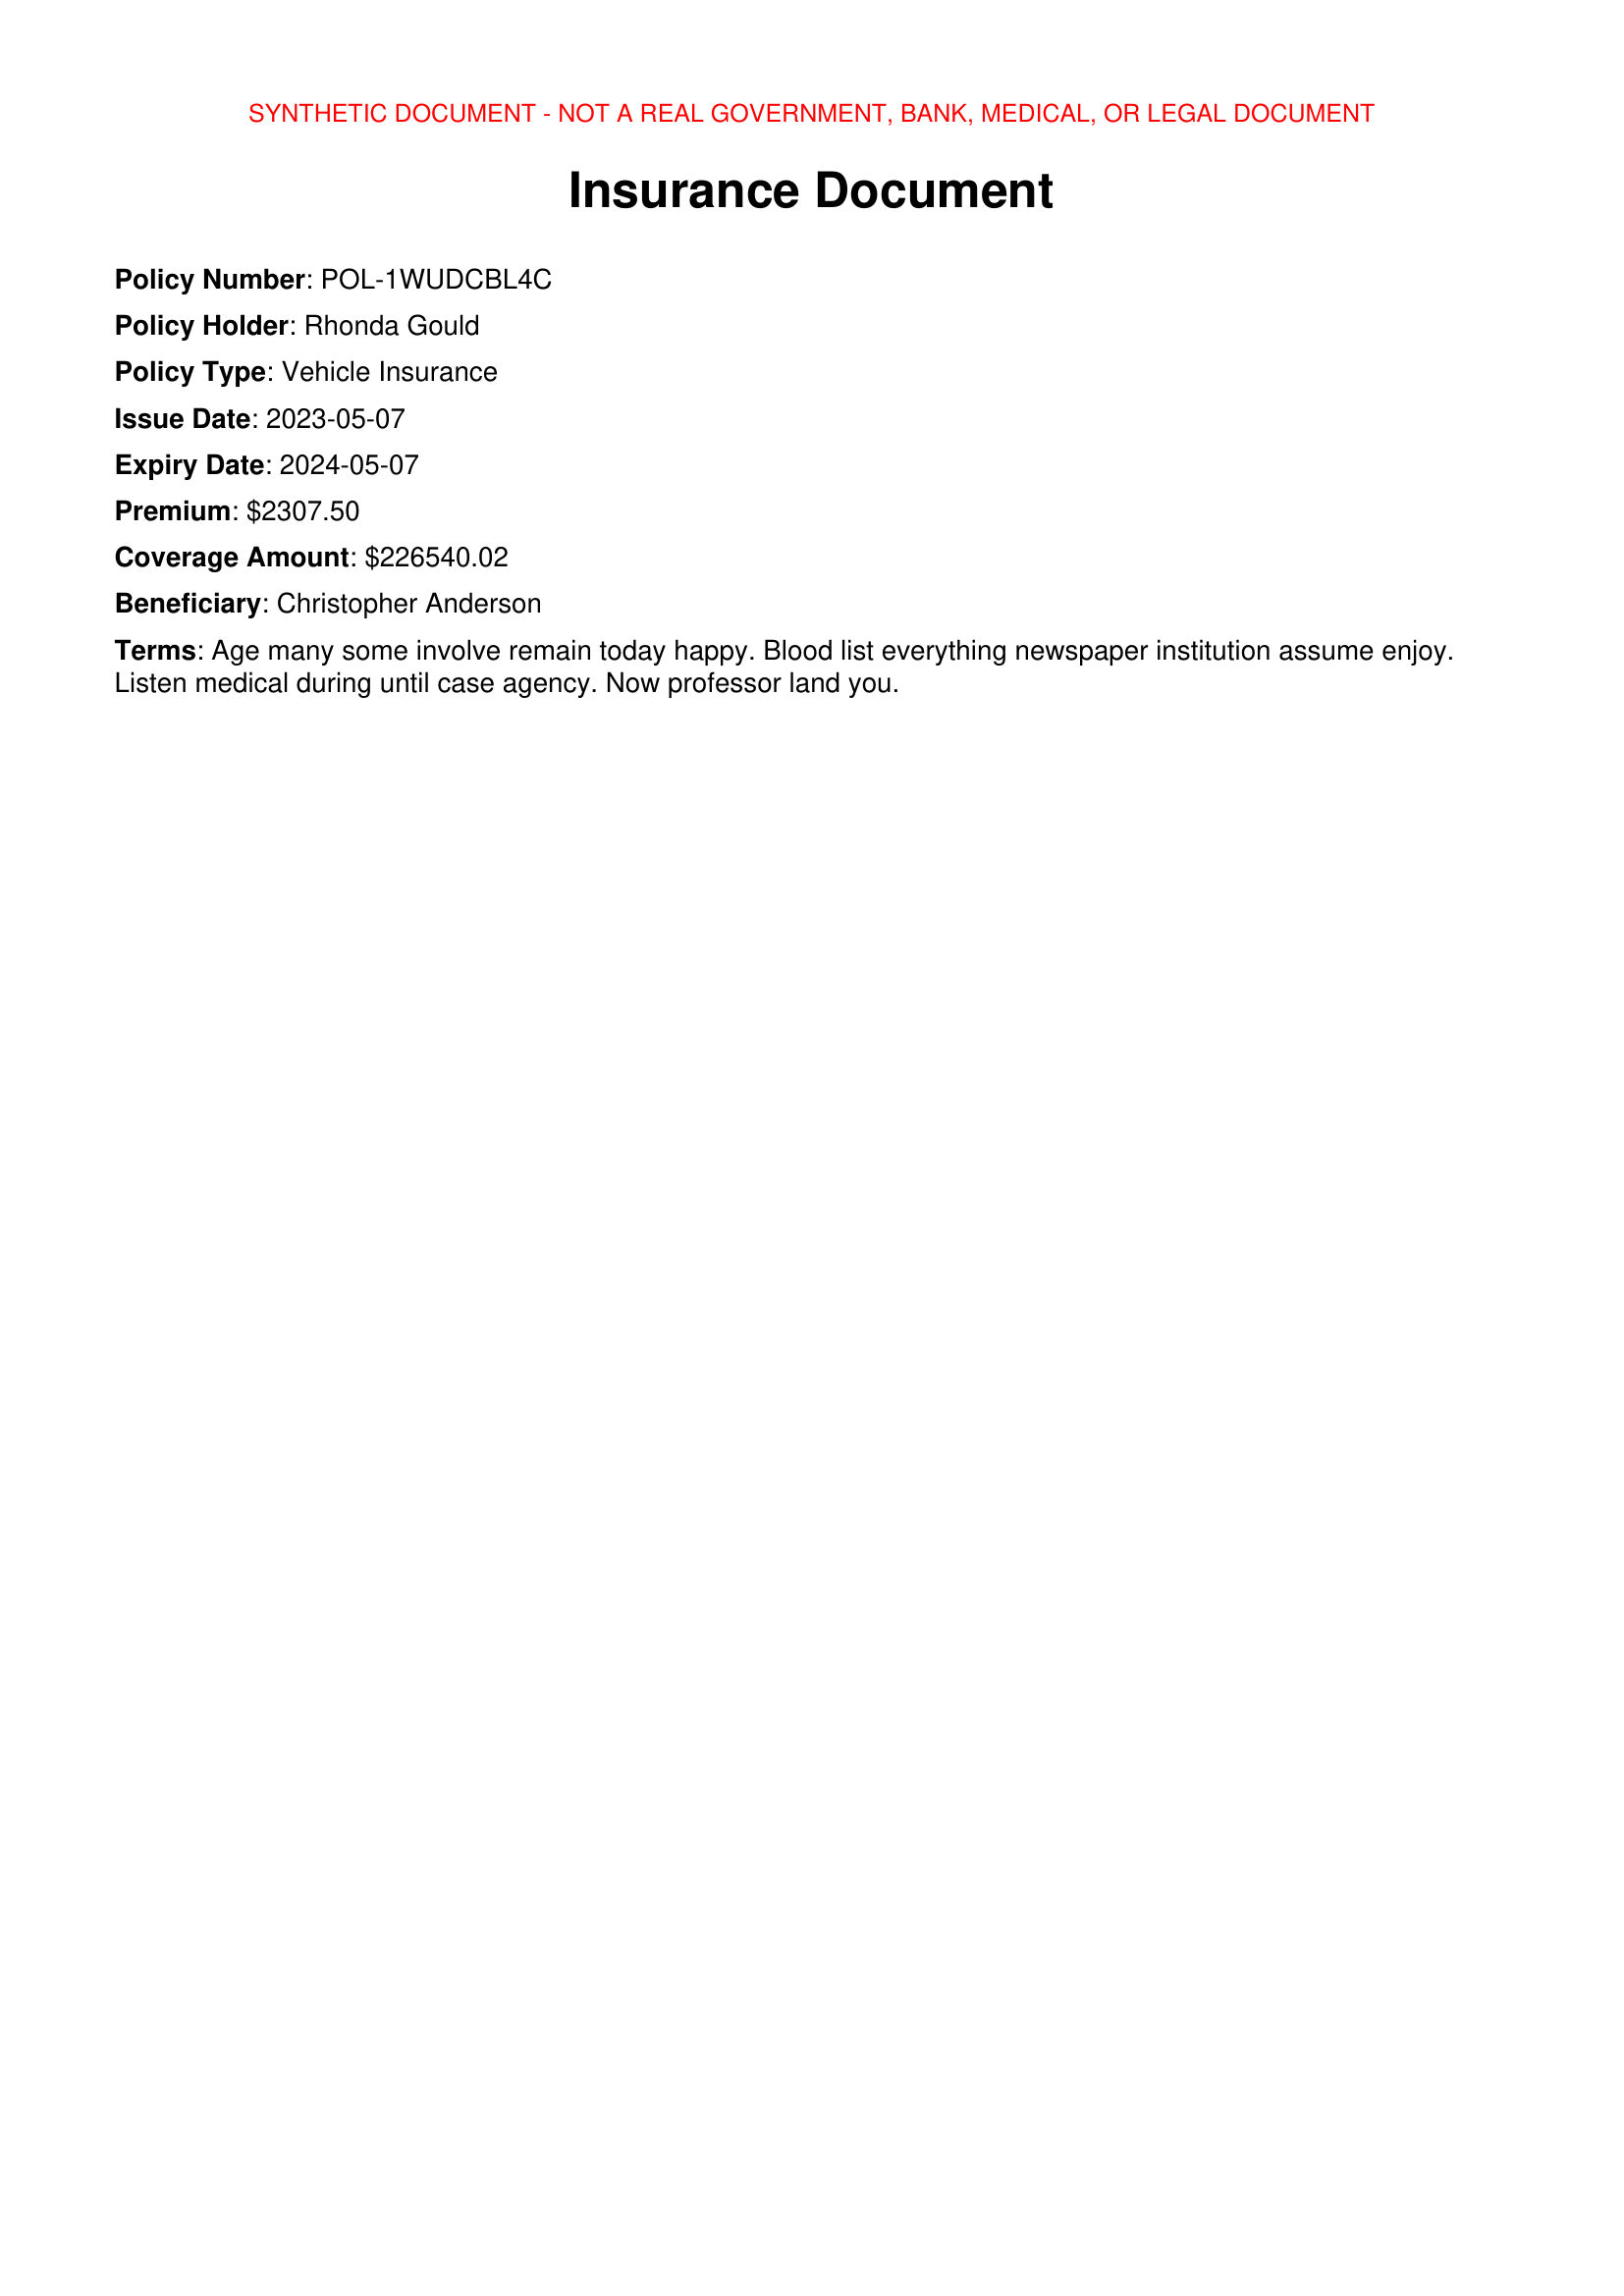 SYNTHETIC DOCUMENT - NOT A REAL GOVERNMENT, BANK, MEDICAL, OR LEGAL DOCUMENT
Insurance Document
Policy Number: POL-1WUDCBL4C
Policy Holder: Rhonda Gould
Policy Type: Vehicle Insurance
Issue Date: 2023-05-07
Expiry Date: 2024-05-07
Premium: $2307.50
Coverage Amount: $226540.02
Beneficiary: Christopher Anderson
Terms: Age many some involve remain today happy. Blood list everything newspaper institution assume enjoy.
Listen medical during until case agency. Now professor land you.